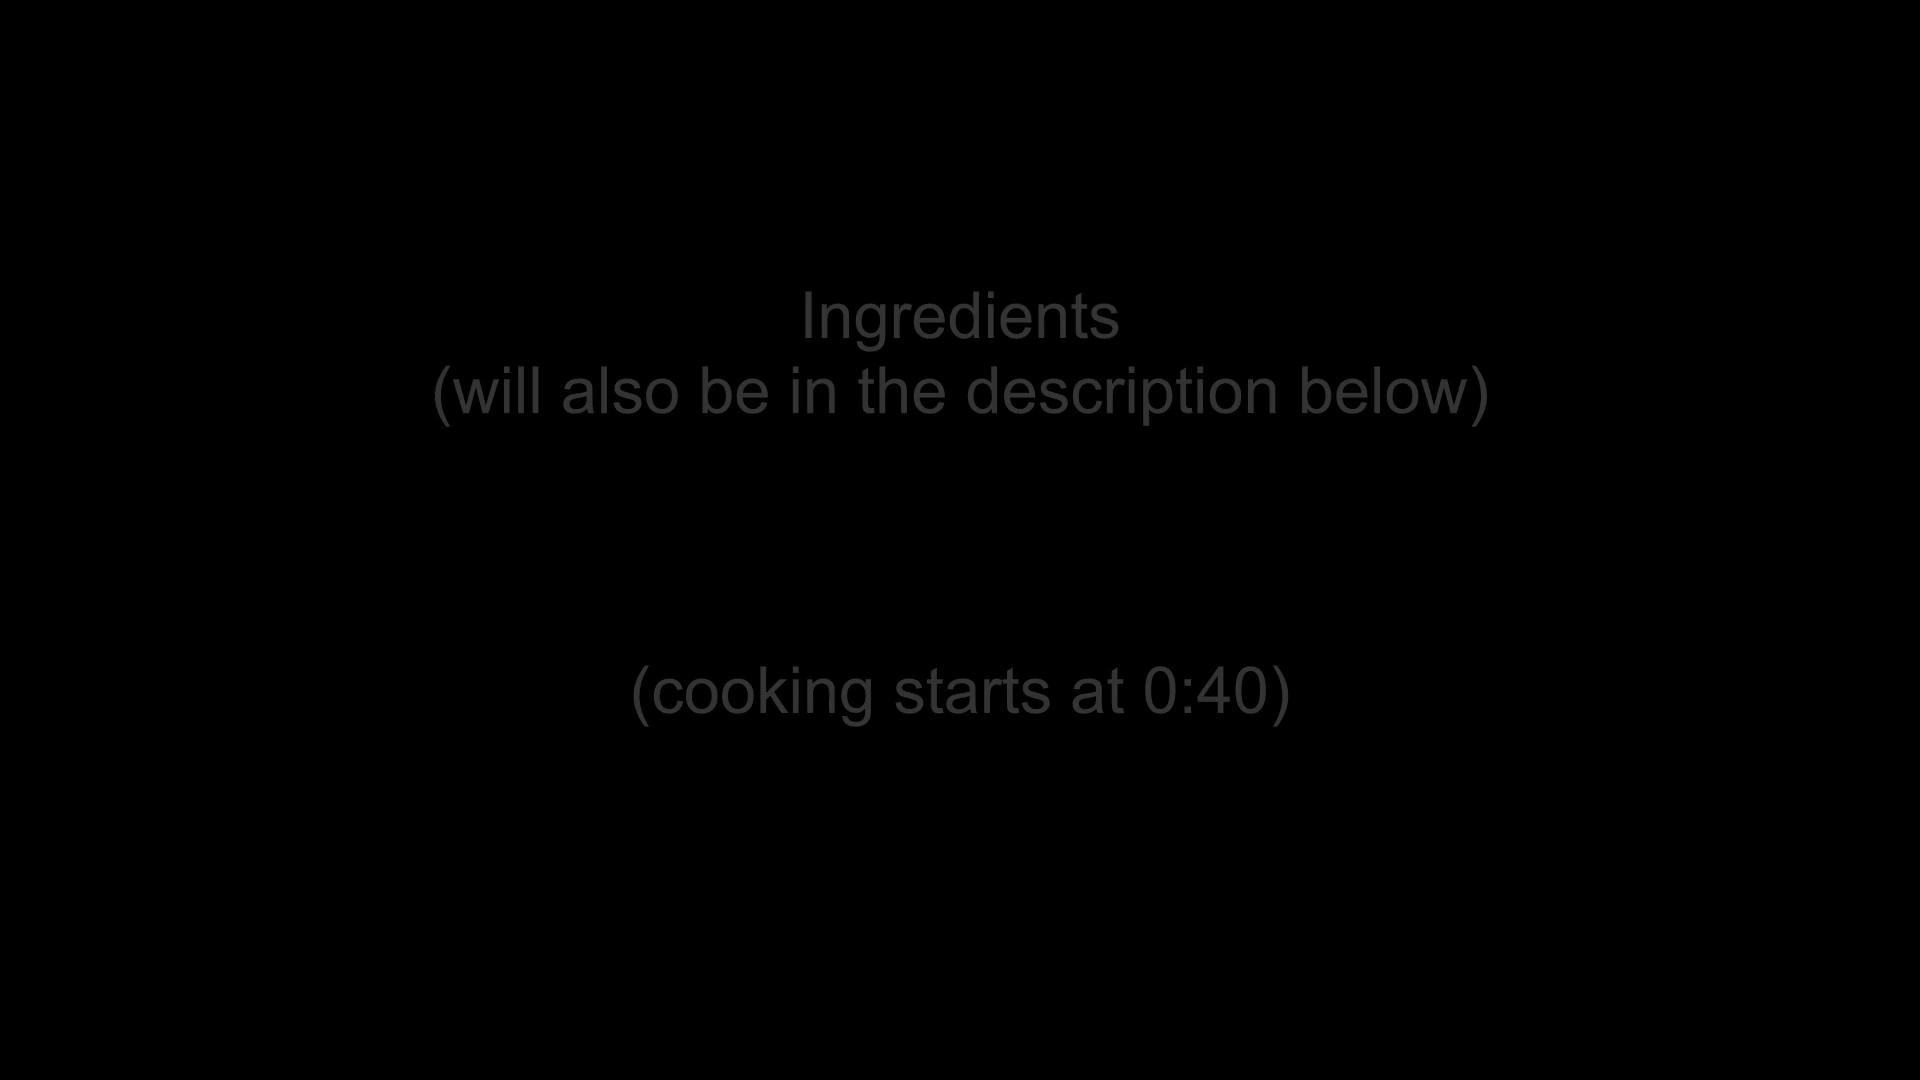 Ingredients
(will also be in the description below)
(cooking starts at 0:40)